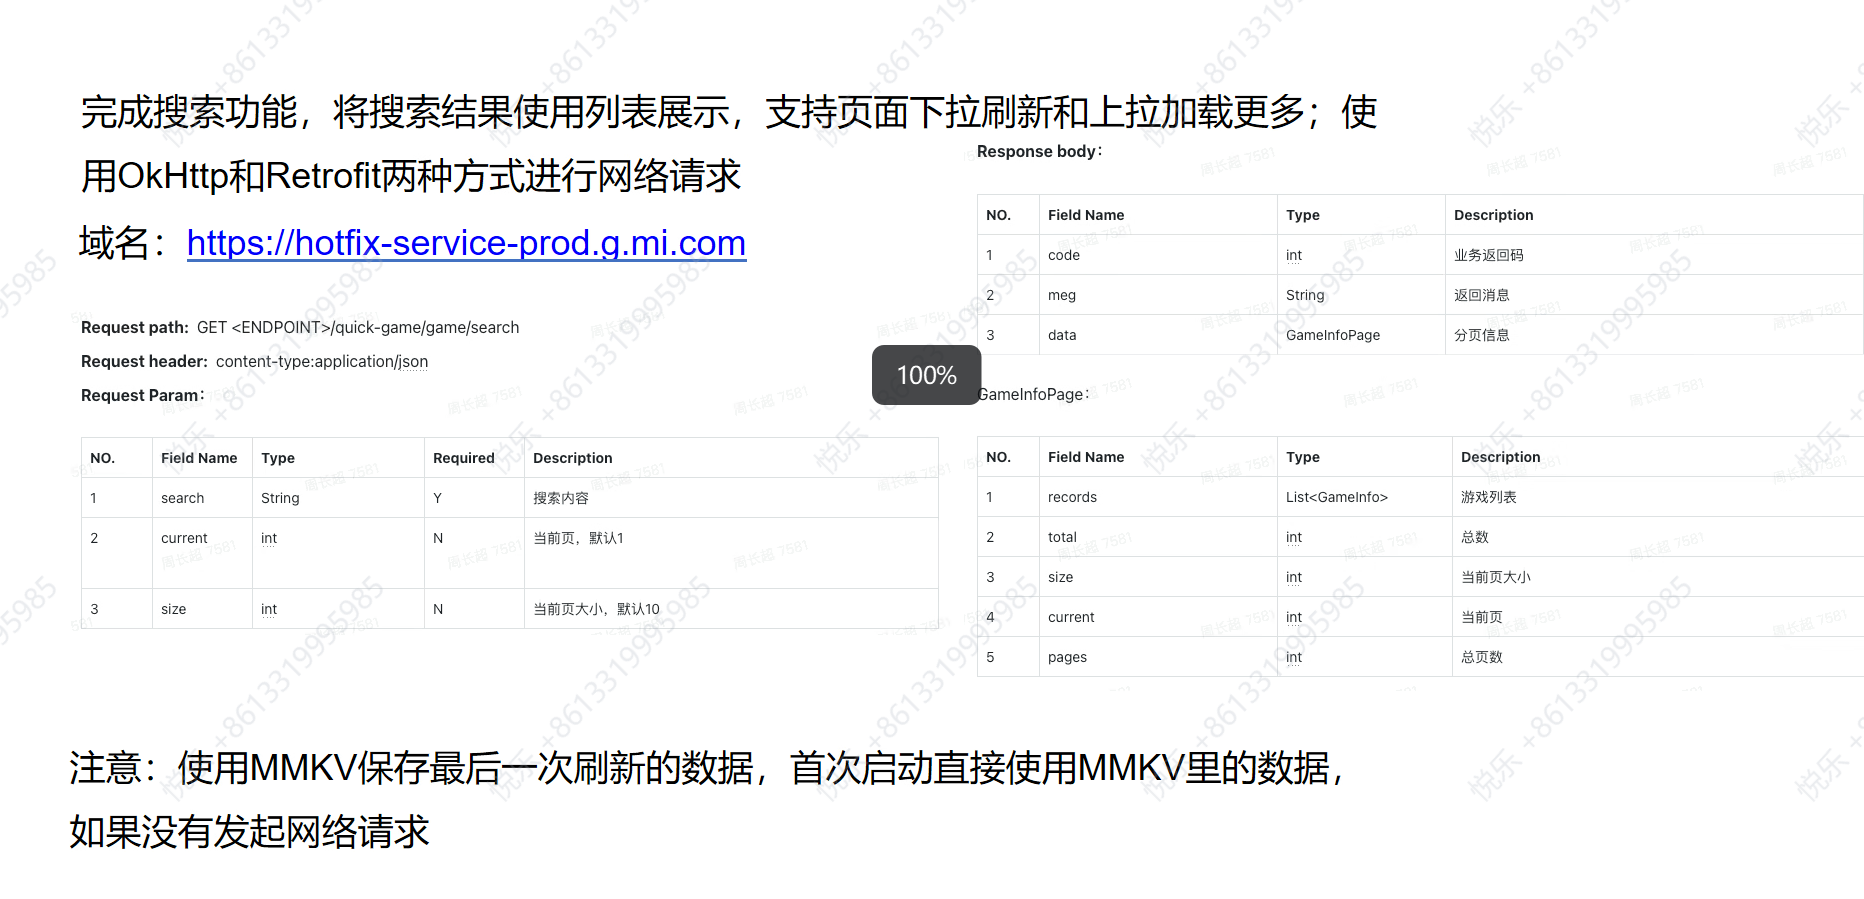 完成搜索功能，将搜索结果使用列表展示，支持页面下拉刷新和上拉加载更多；使
用OkHttp和Retrofit两种方式进行网络请求
域名：https://hotfix-service-prod.g.mi.com
Request path: GET <ENDPOINT>/quick-game/game/search
Request header: content-type:application/json
Request Param：
NO. Field Name Type Required Description
1 search String Y 搜索内容
2 current int N 当前页，默认1
3 size int N 当前页大小，默认10
Response body：
NO. Field Name Type Description
1 code int 业务返回码
2 meg String 返回消息
3 data GameInfoPage 分页信息
100%
GameInfoPage：
NO. Field Name Type Description
1 records List<GameInfo> 游戏列表
2 total int 总数
3 size int 当前页大小
4 current int 当前页
5 pages int 总页数
注意：使用MMKV保存最后一次刷新的数据，首次启动直接使用MMKV里的数据，
如果没有发起网络请求
悦乐 +8613319995985
周长超 7581